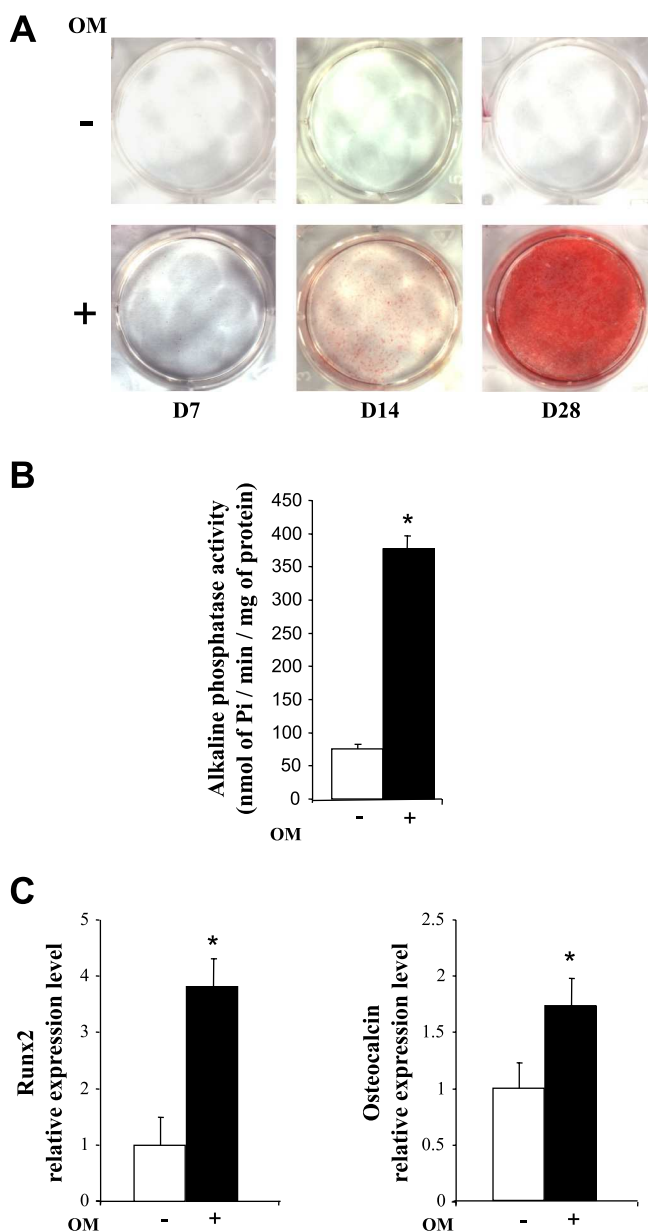 A
OM
-
+
D7
D14
D28
B
Alkaline phosphatase activity
(nmol of Pi / min / mg of protein)
450
400
350
300
250
200
150
100
50
0
*
OM
-
+
C
Runx2
relative expression level
5
4
3
2
1
0
*
OM
-
+
Osteocalcin
relative expression level
2.5
2
1.5
1
0.5
0
*
OM
-
+